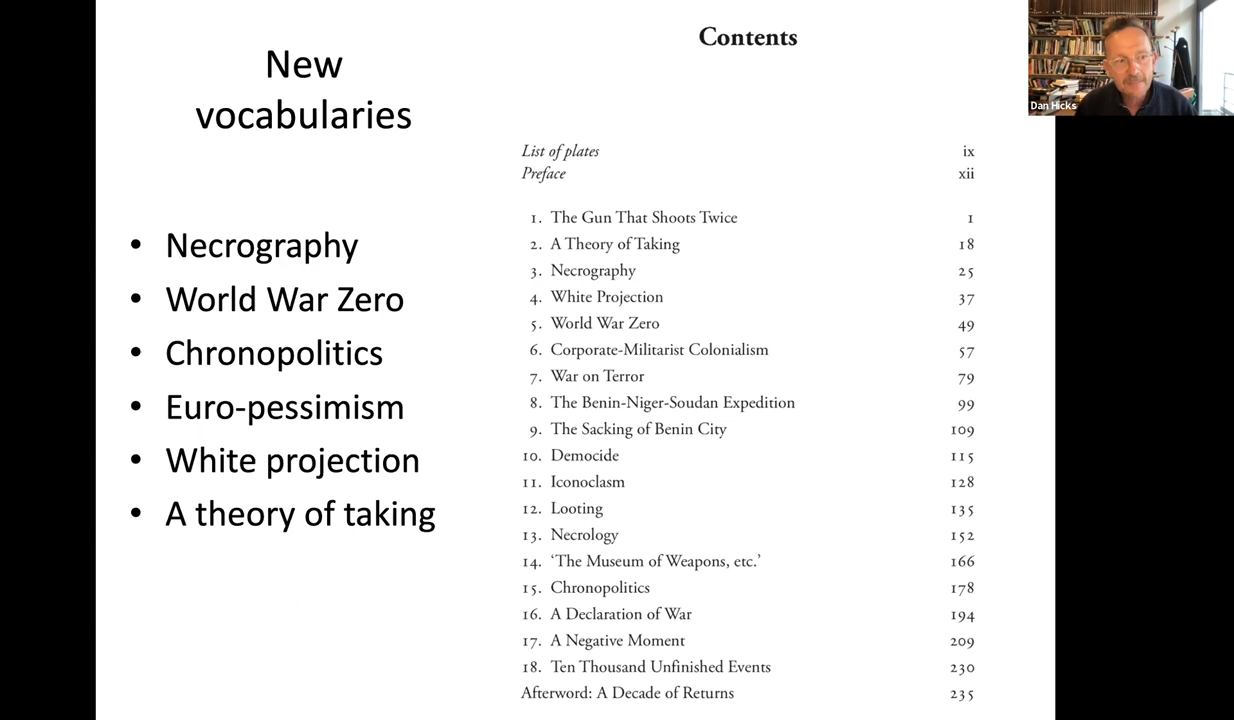 New
vocabularies
• Necrography
• World War Zero
• Chronopolitics
• Euro-pessimism
• White projection
• A theory of taking
Contents
List of plates ix
Preface xii
1. The Gun That Shoots Twice 1
2. A Theory of Taking 18
3. Necrography 25
4. White Projection 37
5. World War Zero 49
6. Corporate-Militarist Colonialism 57
7. War on Terror 79
8. The Benin-Niger-Soudan Expedition 99
9. The Sacking of Benin City 109
10. Democide 115
11. Iconoclasm 128
12. Looting 135
13. Necrology 152
14. ‘The Museum of Weapons, etc.’ 166
15. Chronopolitics 178
16. A Declaration of War 194
17. A Negative Moment 209
18. Ten Thousand Unfinished Events 230
Afterword: A Decade of Returns 235
Dan Hicks